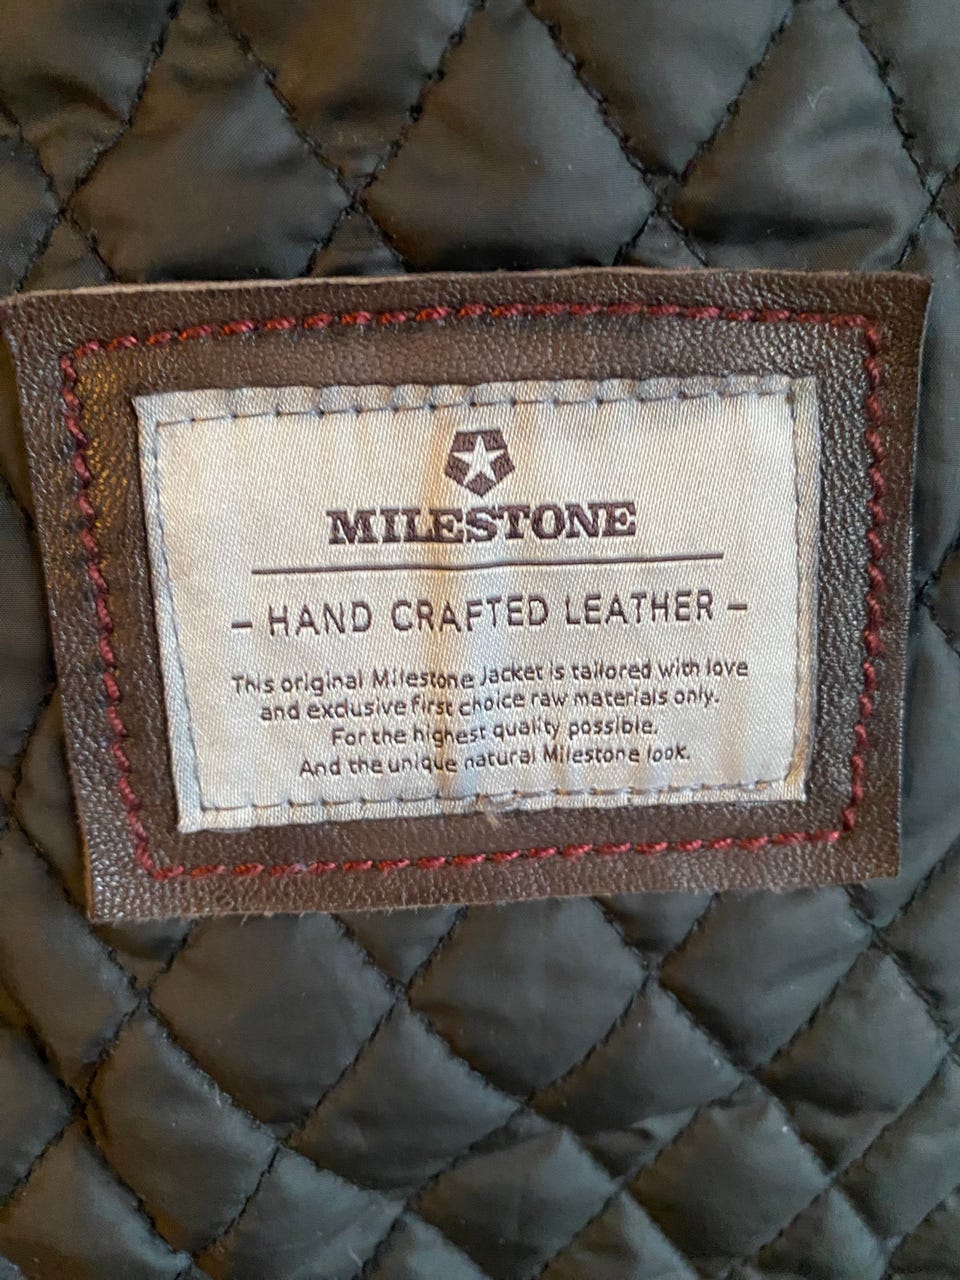 MILESTONE
– HAND CRAFTED LEATHER –
This original Milestone Jacket is tailored with love
and exclusive first choice raw materials only.
For the highest quality possible.
And the unique natural Milestone look.